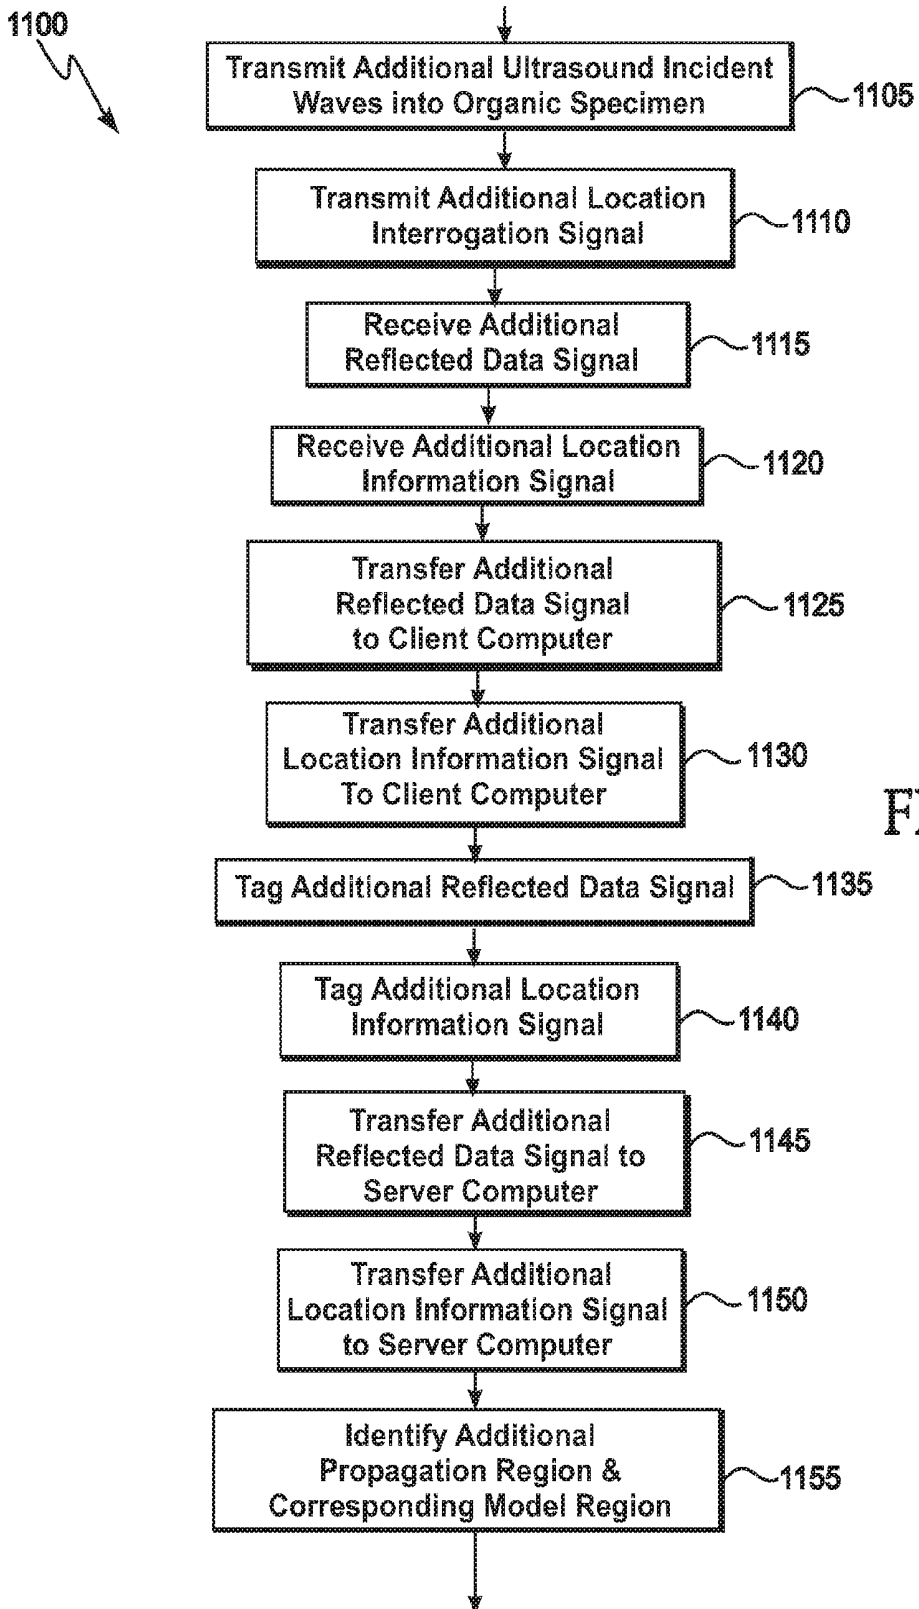 1100
Transmit Additional Ultrasound Incident
Waves into Organic Specimen
1105
Transmit Additional Location
Interrogation Signal
1110
Receive Additional
Reflected Data Signal
1115
Receive Additional Location
Information Signal
1120
Transfer Additional
Reflected Data Signal
to Client Computer
1125
Transfer Additional
Location Information Signal
To Client Computer
1130
Tag Additional Reflected Data Signal
1135
Tag Additional Location
Information Signal
1140
Transfer Additional
Reflected Data Signal to
Server Computer
1145
Transfer Additional
Location Information Signal
to Server Computer
1150
Identify Additional
Propagation Region &
Corresponding Model Region
1155